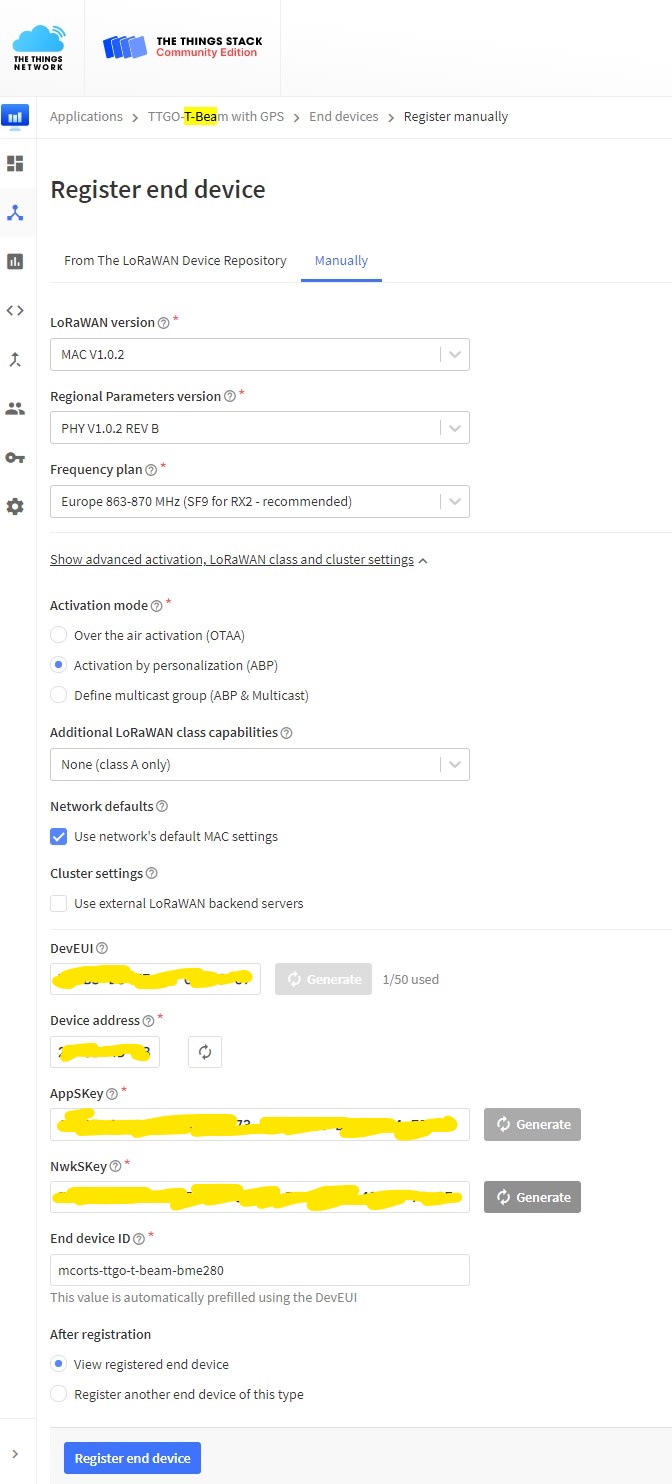 THE THINGS
NETWORK
THE THINGS STACK
Community Edition
Applications > TTGO-T-Beam with GPS > End devices > Register manually
Register end device
From The LoRaWAN Device Repository Manually
LoRaWAN version ? *
MAC V1.0.2
Regional Parameters version ? *
PHY V1.0.2 REV B
Frequency plan ? *
Europe 863-870 MHz (SF9 for RX2 - recommended)
Show advanced activation, LoRaWAN class and cluster settings
Activation mode ? *
Over the air activation (OTAA)
Activation by personalization (ABP)
Define multicast group (ABP & Multicast)
Additional LoRaWAN class capabilities ?
None (class A only)
Network defaults ?
Use network's default MAC settings
Cluster settings ?
Use external LoRaWAN backend servers
DevEUI ?
Generate 1/50 used
Device address ? *
AppSKey ? *
Generate
NwkSKey ? *
Generate
End device ID ? *
mcorts-ttgo-t-beam-bme280
This value is automatically prefilled using the DevEUI
After registration
View registered end device
Register another end device of this type
Register end device